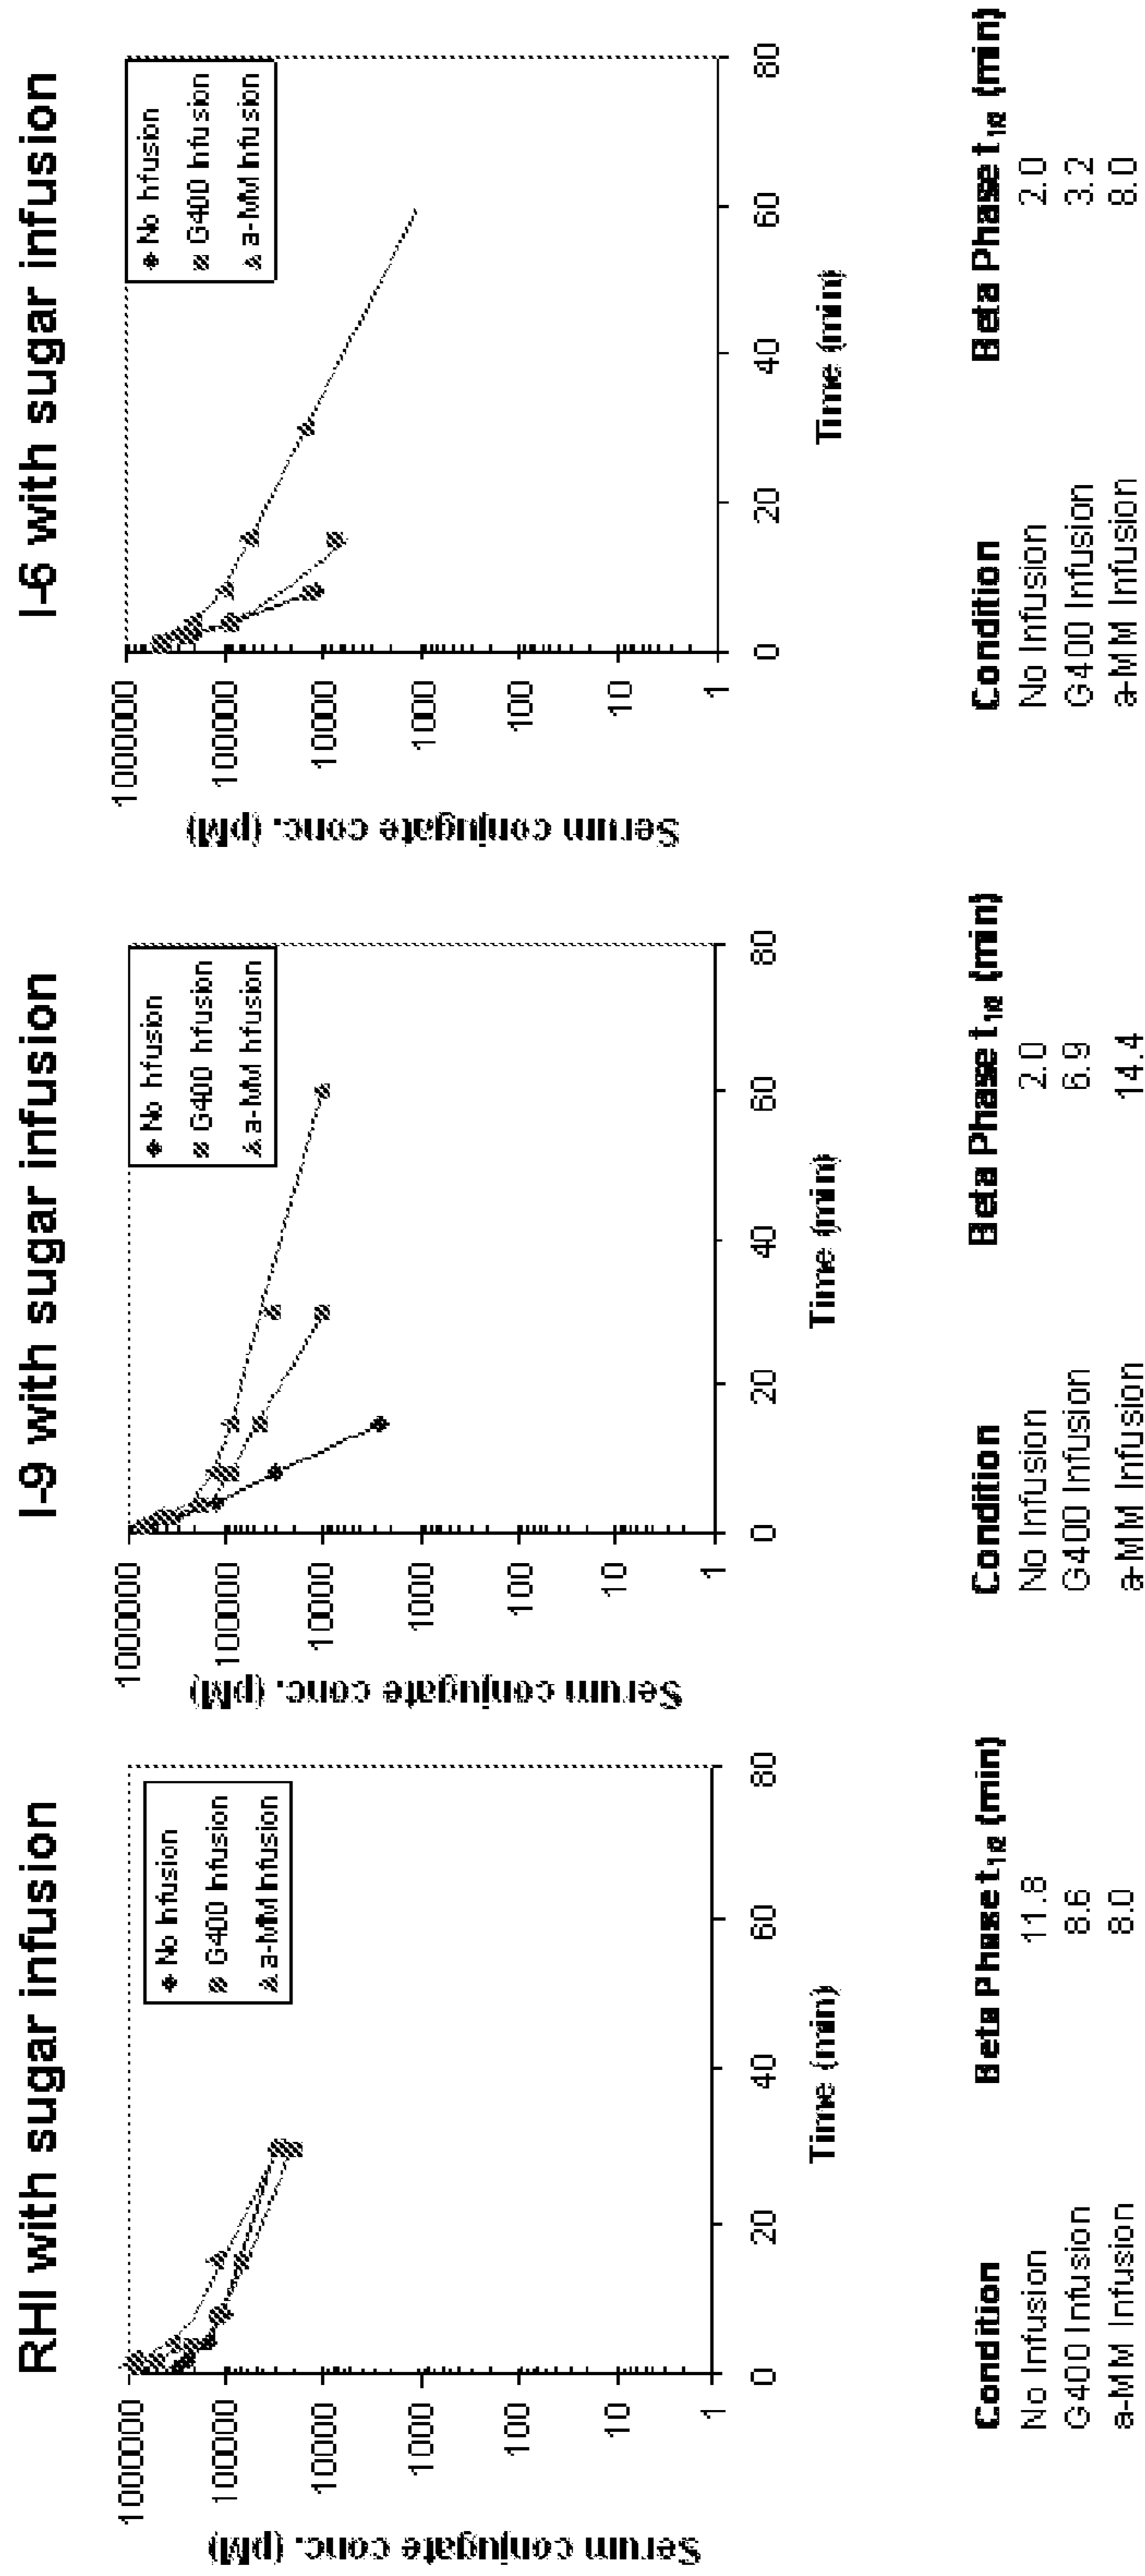 RHI with sugar infusion
Serum conjugate conc. (pM)
1000000
100000
10000
1000
100
10
1
0
20
40
60
80
Time (min)
No Infusion
G400 Infusion
a-MM Infusion
Condition Beta Phase t1/2 (min)
No Infusion 11.8
G400 Infusion 8.6
a-MM Infusion 8.0
I-9 with sugar infusion
Serum conjugate conc. (pM)
1000000
100000
10000
1000
100
10
1
0
20
40
60
80
Time (min)
No Infusion
G400 Infusion
a-MM Infusion
Condition Beta Phase t1/2 (min)
No Infusion 2.0
G400 Infusion 6.9
a-MM Infusion 14.4
I-6 with sugar infusion
Serum conjugate conc. (pM)
1000000
100000
10000
1000
100
10
1
0
20
40
60
80
Time (min)
No Infusion
G400 Infusion
a-MM Infusion
Condition Beta Phase t1/2 (min)
No Infusion 2.0
G400 Infusion 3.2
a-MM Infusion 8.0